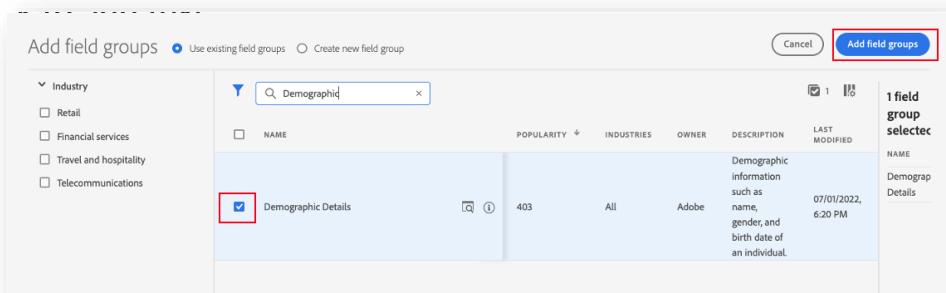 Add field groups
Use existing field groups
Create new field group
Cancel
Add field groups
Industry
Retail
Financial services
Travel and hospitality
Telecommunications
Demographic
1
NAME
POPULARITY
INDUSTRIES
OWNER
DESCRIPTION
LAST
MODIFIED
Demographic Details
403
All
Adobe
Demographic
information
such as
name,
gender, and
birth date of
an individual.
07/01/2022,
6:20 PM
1 field
group
selectec
NAME
Demograp
Details